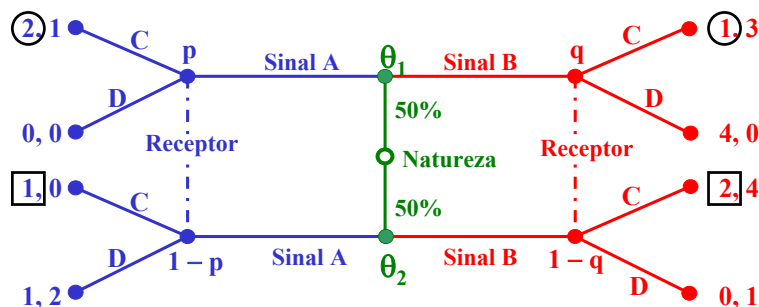 2, 1
C
p
Sinal A
θ₁
Sinal B
q
C
1, 3
D
50%
D
0, 0
4, 0
Receptor
Natureza
Receptor
1, 0
C
50%
C
2, 4
D
D
1, 2
1 – p
Sinal A
θ₂
Sinal B
1 – q
0, 1